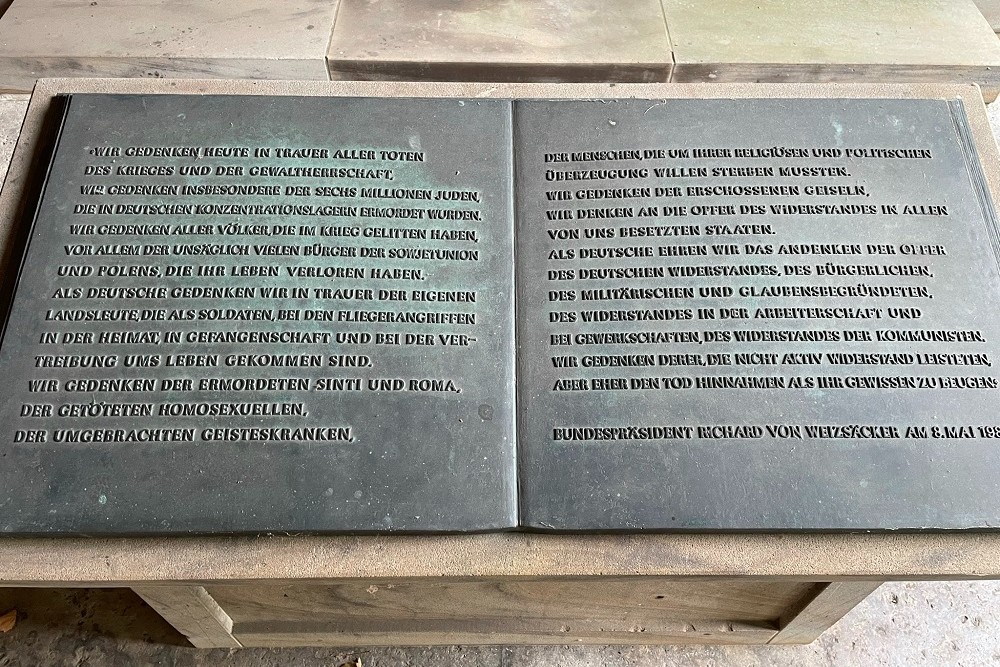 „WIR GEDENKEN HEUTE IN TRAUER ALLER TOTEN
DES KRIEGES UND DER GEWALTHERRSCHAFT,
WIR GEDENKEN INSBESONDERE DER SECHS MILLIONEN JUDEN,
DIE IN DEUTSCHEN KONZENTRATIONSLAGERN ERMORDET WURDEN.
WIR GEDENKEN ALLER VÖLKER, DIE IM KRIEG GELITTEN HABEN,
VOR ALLEM DER UNSÄGLICH VIELEN BÜRGER DER SOWJETUNION
UND POLENS, DIE IHR LEBEN VERLOREN HABEN.
ALS DEUTSCHE GEDENKEN WIR IN TRAUER DER EIGENEN
LANDSLEUTE, DIE ALS SOLDATEN, BEI DEN FLIEGERANGRIFFEN
IN DER HEIMAT, IN GEFANGENSCHAFT UND BEI DER VER-
TREIBUNG UMS LEBEN GEKOMMEN SIND.
WIR GEDENKEN DER ERMORDETEN SINTI UND ROMA,
DER GETÖTETEN HOMOSEXUELLEN,
DER UMGEBRACHTEN GEISTESKRANKEN,
DER MENSCHEN, DIE UM IHRER RELIGIÖSEN UND POLITISCHEN
ÜBERZEUGUNG WILLEN STERBEN MUSSTEN.
WIR GEDENKEN DER ERSCHOSSENEN GEISELN,
WIR DENKEN AN DIE OPFER DES WIDERSTANDES IN ALLEN
VON UNS BESETZTEN STAATEN.
ALS DEUTSCHE EHREN WIR DAS ANDENKEN DER OPFER
DES DEUTSCHEN WIDERSTANDES, DES BÜRGERLICHEN,
DES MILITÄRISCHEN UND GLAUBENSBEGRÜNDETEN,
DES WIDERSTANDES IN DER ARBEITERSCHAFT UND
BEI GEWERKSCHAFTEN, DES WIDERSTANDES DER KOMMUNISTEN.
WIR GEDENKEN DERER, DIE NICHT AKTIV WIDERSTAND LEISTETEN,
ABER EHER DEN TOD HINNAHMEN ALS IHR GEWISSEN ZU BEUGEN.“
BUNDESPRÄSIDENT RICHARD VON WEIZSÄCKER AM 8. MAI 198